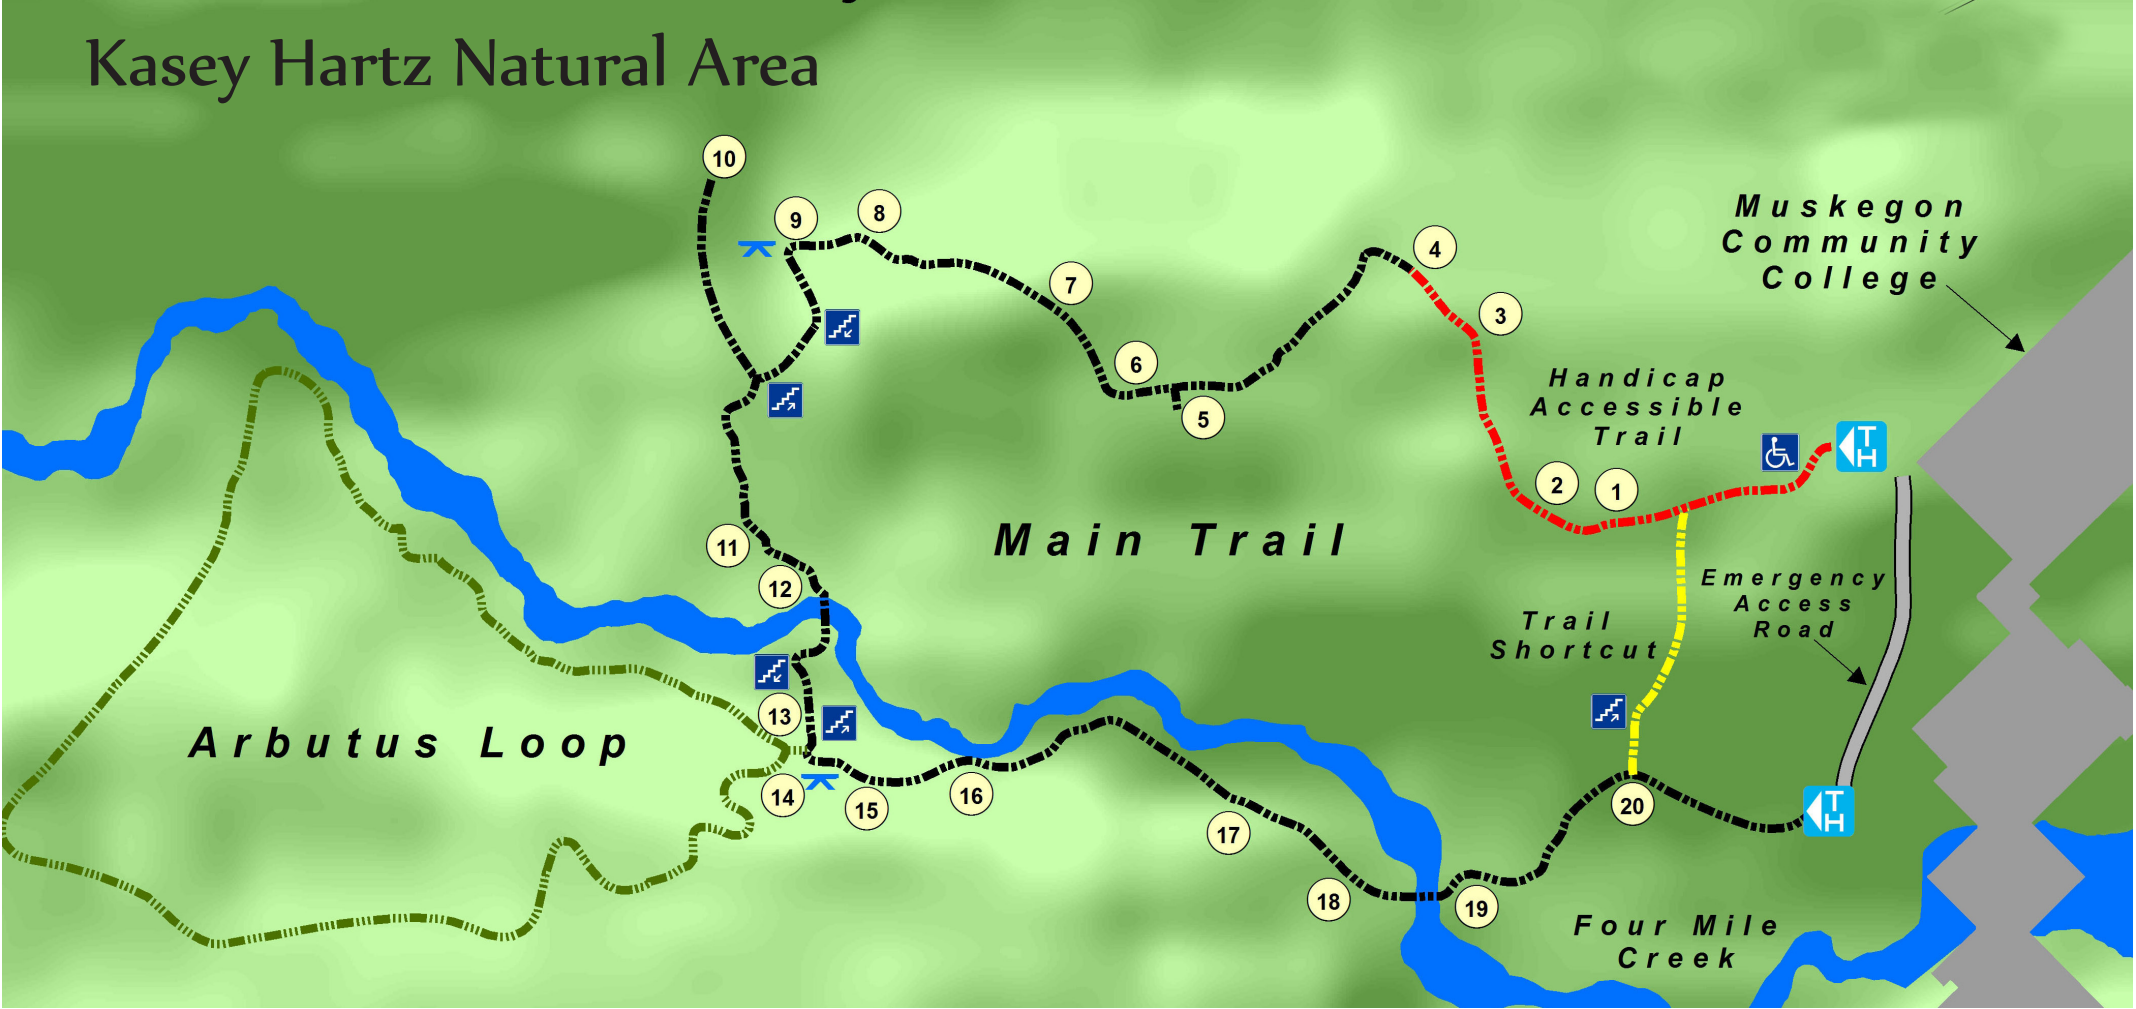 Kasey Hartz Natural Area
10
9
8
7
6
5
4
3
2
1
Muskegon
Community
College
Handicap
Accessible
Trail
TH
Main Trail
11
12
Trail
Shortcut
Emergency
Access
Road
Arbutus Loop
13
14
15
16
17
18
19
20
TH
Four Mile
Creek